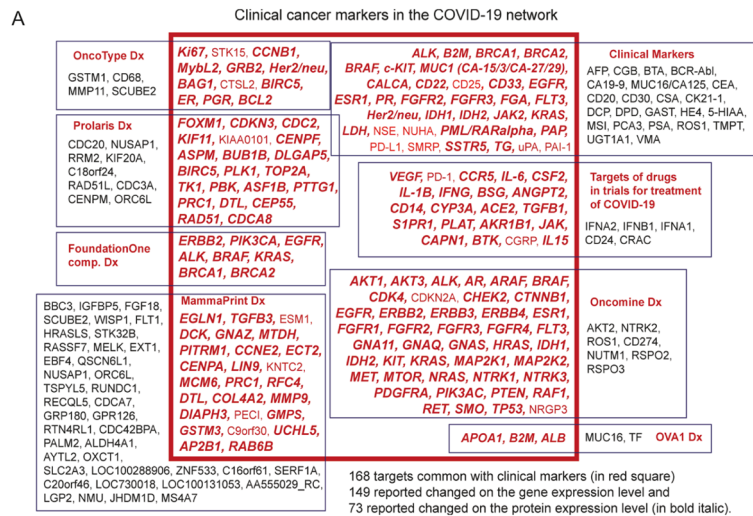 A
Clinical cancer markers in the COVID-19 network
OncoType Dx
GSTM1, CD68,
MMP11, SCUBE2
Ki67, STK15, CCNB1,
MybL2, GRB2, Her2/neu,
BAG1, CTSL2, BIRC5,
ER, PGR, BCL2
Prolaris Dx
CDC20, NUSAP1,
RRM2, KIF20A,
C18orf24,
RAD51L, CDC3A,
CENPM, ORC6L
FOXM1, CDKN3, CDC2,
KIF11, KIAA0101, CENPF,
ASPM, BUB1B, DLGAP5,
BIRC5, PLK1, TOP2A,
TK1, PBK, ASF1B, PTTG1,
PRC1, DTL, CEP55,
RAD51, CDCA8
FoundationOne
comp. Dx
ERBB2, PIK3CA, EGFR,
ALK, BRAF, KRAS,
BRCA1, BRCA2
BBC3, IGFBP5, FGF18,
SCUBE2, WISP1, FLT1,
HRASLS, STK32B,
RASSF7, MELK, EXT1,
EBF4, QSCN6L1,
NUSAP1, ORC6L,
TSPYL5, RUNDC1,
RECQL5, CDCA7,
GRP180, GPR126,
RTN4RL1, CDC42BPA,
PALM2, ALDH4A1,
AYTL2, OXCT1,
SLC2A3, LOC100288906, ZNF533, C16orf61, SERF1A,
C20orf46, LOC730018, LOC100131053, AA555029_RC,
LGP2, NMU, JHDM1D, MS4A7
MammaPrint Dx
EGLN1, TGFB3, ESM1,
DCK, GNAZ, MTDH,
PITRM1, CCNE2, ECT2,
CENPA, LIN9, KNTC2,
MCM6, PRC1, RFC4,
DTL, COL4A2, MMP9,
DIAPH3, PECI, GMPS,
GSTM3, C9orf30, UCHL5,
AP2B1, RAB6B
ALK, B2M, BRCA1, BRCA2,
BRAF, c-KIT, MUC1 (CA-15/3/CA-27/29),
CALCA, CD22, CD25, CD33, EGFR,
ESR1, PR, FGFR2, FGFR3, FGA, FLT3,
Her2/neu, IDH1, IDH2, JAK2, KRAS,
LDH, NSE, NUHA, PML/RARalpha, PAP,
PD-L1, SMRP, SSTR5, TG, uPA, PAI-1
Clinical Markers
AFP, CGB, BTA, BCR-Abl,
CA19-9, MUC16/CA125, CEA,
CD20, CD30, CSA, CK21-1,
DCP, DPD, GAST, HE4, 5-HIAA,
MSI, PCA3, PSA, ROS1, TMPT,
UGT1A1, VMA
VEGF, PD-1, CCR5, IL-6, CSF2,
IL-1B, IFNG, BSG, ANGPT2,
CD14, CYP3A, ACE2, TGFB1,
S1PR1, PLAT, AKR1B1, JAK,
CAPN1, BTK, CGRP, IL15
Targets of drugs
in trials for treatment
of COVID-19
IFNA2, IFNB1, IFNA1,
CD24, CRAC
AKT1, AKT3, ALK, AR, ARAF, BRAF,
CDK4, CDKN2A, CHEK2, CTNNB1,
EGFR, ERBB2, ERBB3, ERBB4, ESR1,
FGFR1, FGFR2, FGFR3, FGFR4, FLT3,
GNA11, GNAQ, GNAS, HRAS, IDH1,
IDH2, KIT, KRAS, MAP2K1, MAP2K2,
MET, MTOR, NRAS, NTRK1, NTRK3,
PDGFRA, PIK3AC, PTEN, RAF1,
RET, SMO, TP53, NRGP3
Oncomine Dx
AKT2, NTRK2,
ROS1, CD274,
NUTM1, RSPO2,
RSPO3
APOA1, B2M, ALB
MUC16, TF OVA1 Dx
168 targets common with clinical markers (in red square)
149 reported changed on the gene expression level and
73 reported changed on the protein expression level (in bold italic).